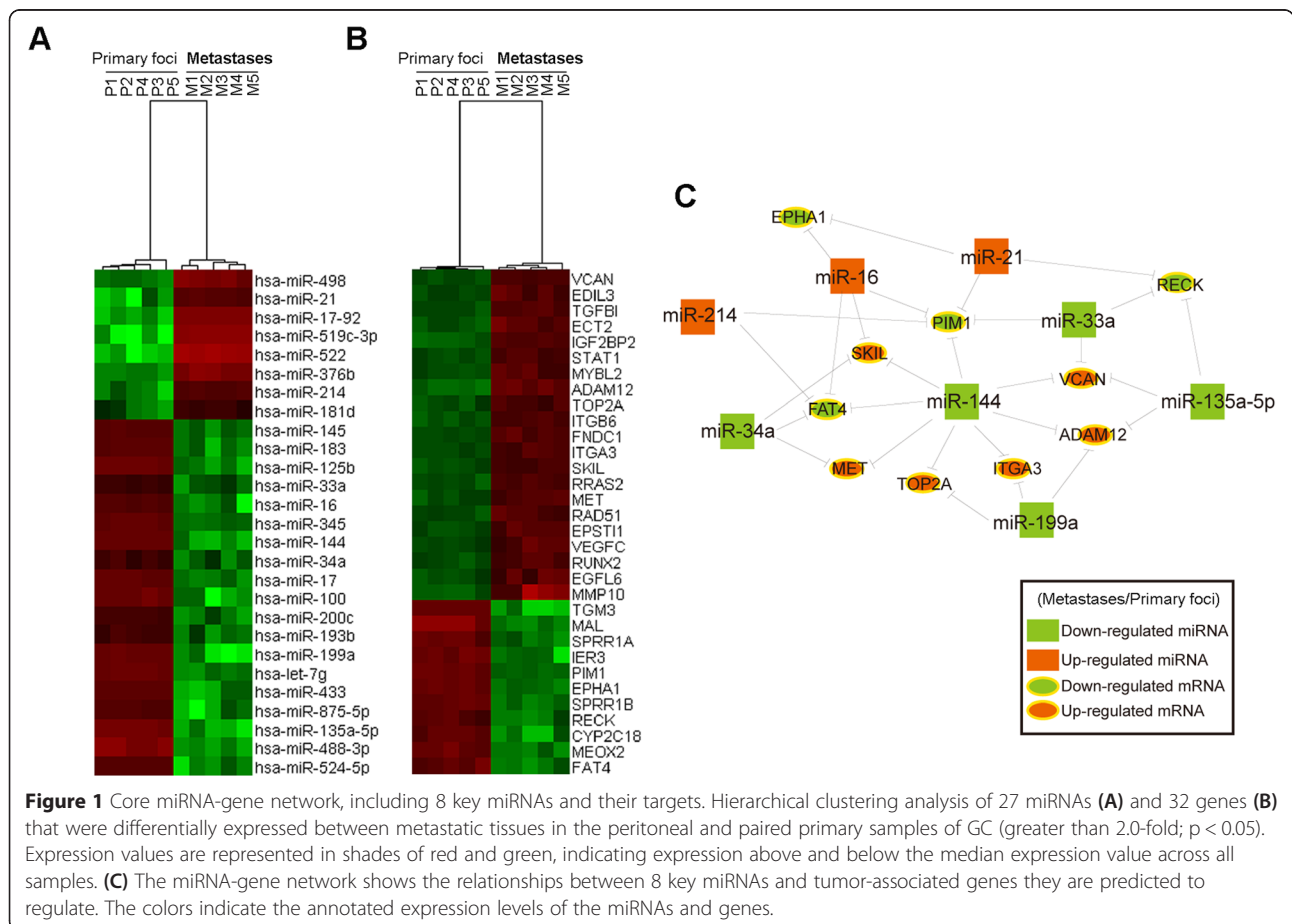 A
Primary foci Metastases
P1 P2 P4 P3 P5 M1 M2 M3 M4 M5
hsa-miR-498
hsa-miR-21
hsa-miR-17-92
hsa-miR-519c-3p
hsa-miR-522
hsa-miR-376b
hsa-miR-214
hsa-miR-181d
hsa-miR-145
hsa-miR-183
hsa-miR-125b
hsa-miR-33a
hsa-miR-16
hsa-miR-345
hsa-miR-144
hsa-miR-34a
hsa-miR-17
hsa-miR-100
hsa-miR-200c
hsa-miR-193b
hsa-miR-199a
hsa-let-7g
hsa-miR-433
hsa-miR-875-5p
hsa-miR-135a-5p
hsa-miR-488-3p
hsa-miR-524-5p
B
Primary foci Metastases
P1 P2 P4 P3 P5 M1 M2 M3 M4 M5
VCAN
EDIL3
TGFBI
ECT2
IGF2BP2
STAT1
MYBL2
ADAM12
TOP2A
ITGB6
FNDC1
ITGA3
SKIL
RRAS2
MET
RAD51
EPSTI1
VEGFC
RUNX2
EGFL6
MMP10
TGM3
MAL
SPRR1A
IER3
PIM1
EPHA1
SPRR1B
RECK
CYP2C18
MEOX2
FAT4
C
EPHA1
miR-21
miR-16
RECK
miR-214
PIM1
miR-33a
SKIL
VCAN
FAT4
miR-144
miR-135a-5p
miR-34a
ADAM12
MET
TOP2A
ITGA3
miR-199a
(Metastases/Primary foci)
Down-regulated miRNA
Up-regulated miRNA
Down-regulated mRNA
Up-regulated mRNA
Figure 1 Core miRNA-gene network, including 8 key miRNAs and their targets. Hierarchical clustering analysis of 27 miRNAs (A) and 32 genes (B)
that were differentially expressed between metastatic tissues in the peritoneal and paired primary samples of GC (greater than 2.0-fold; p < 0.05).
Expression values are represented in shades of red and green, indicating expression above and below the median expression value across all
samples. (C) The miRNA-gene network shows the relationships between 8 key miRNAs and tumor-associated genes they are predicted to
regulate. The colors indicate the annotated expression levels of the miRNAs and genes.